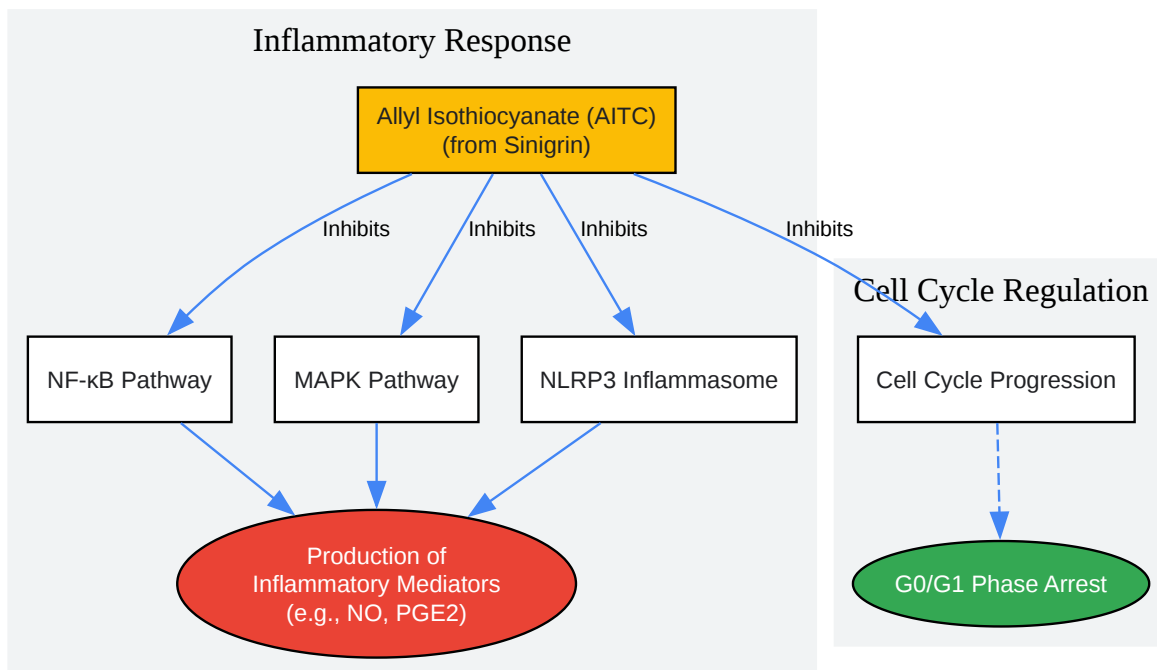 Inflammatory Response
Allyl Isothiocyanate (AITC)
(from Sinigrin)
Inhibits
Inhibits
Inhibits
Inhibits
Cell Cycle Regulation
NF-κB Pathway
MAPK Pathway
NLRP3 Inflammasome
Cell Cycle Progression
Production of
Inflammatory Mediators
(e.g., NO, PGE2)
G0/G1 Phase Arrest